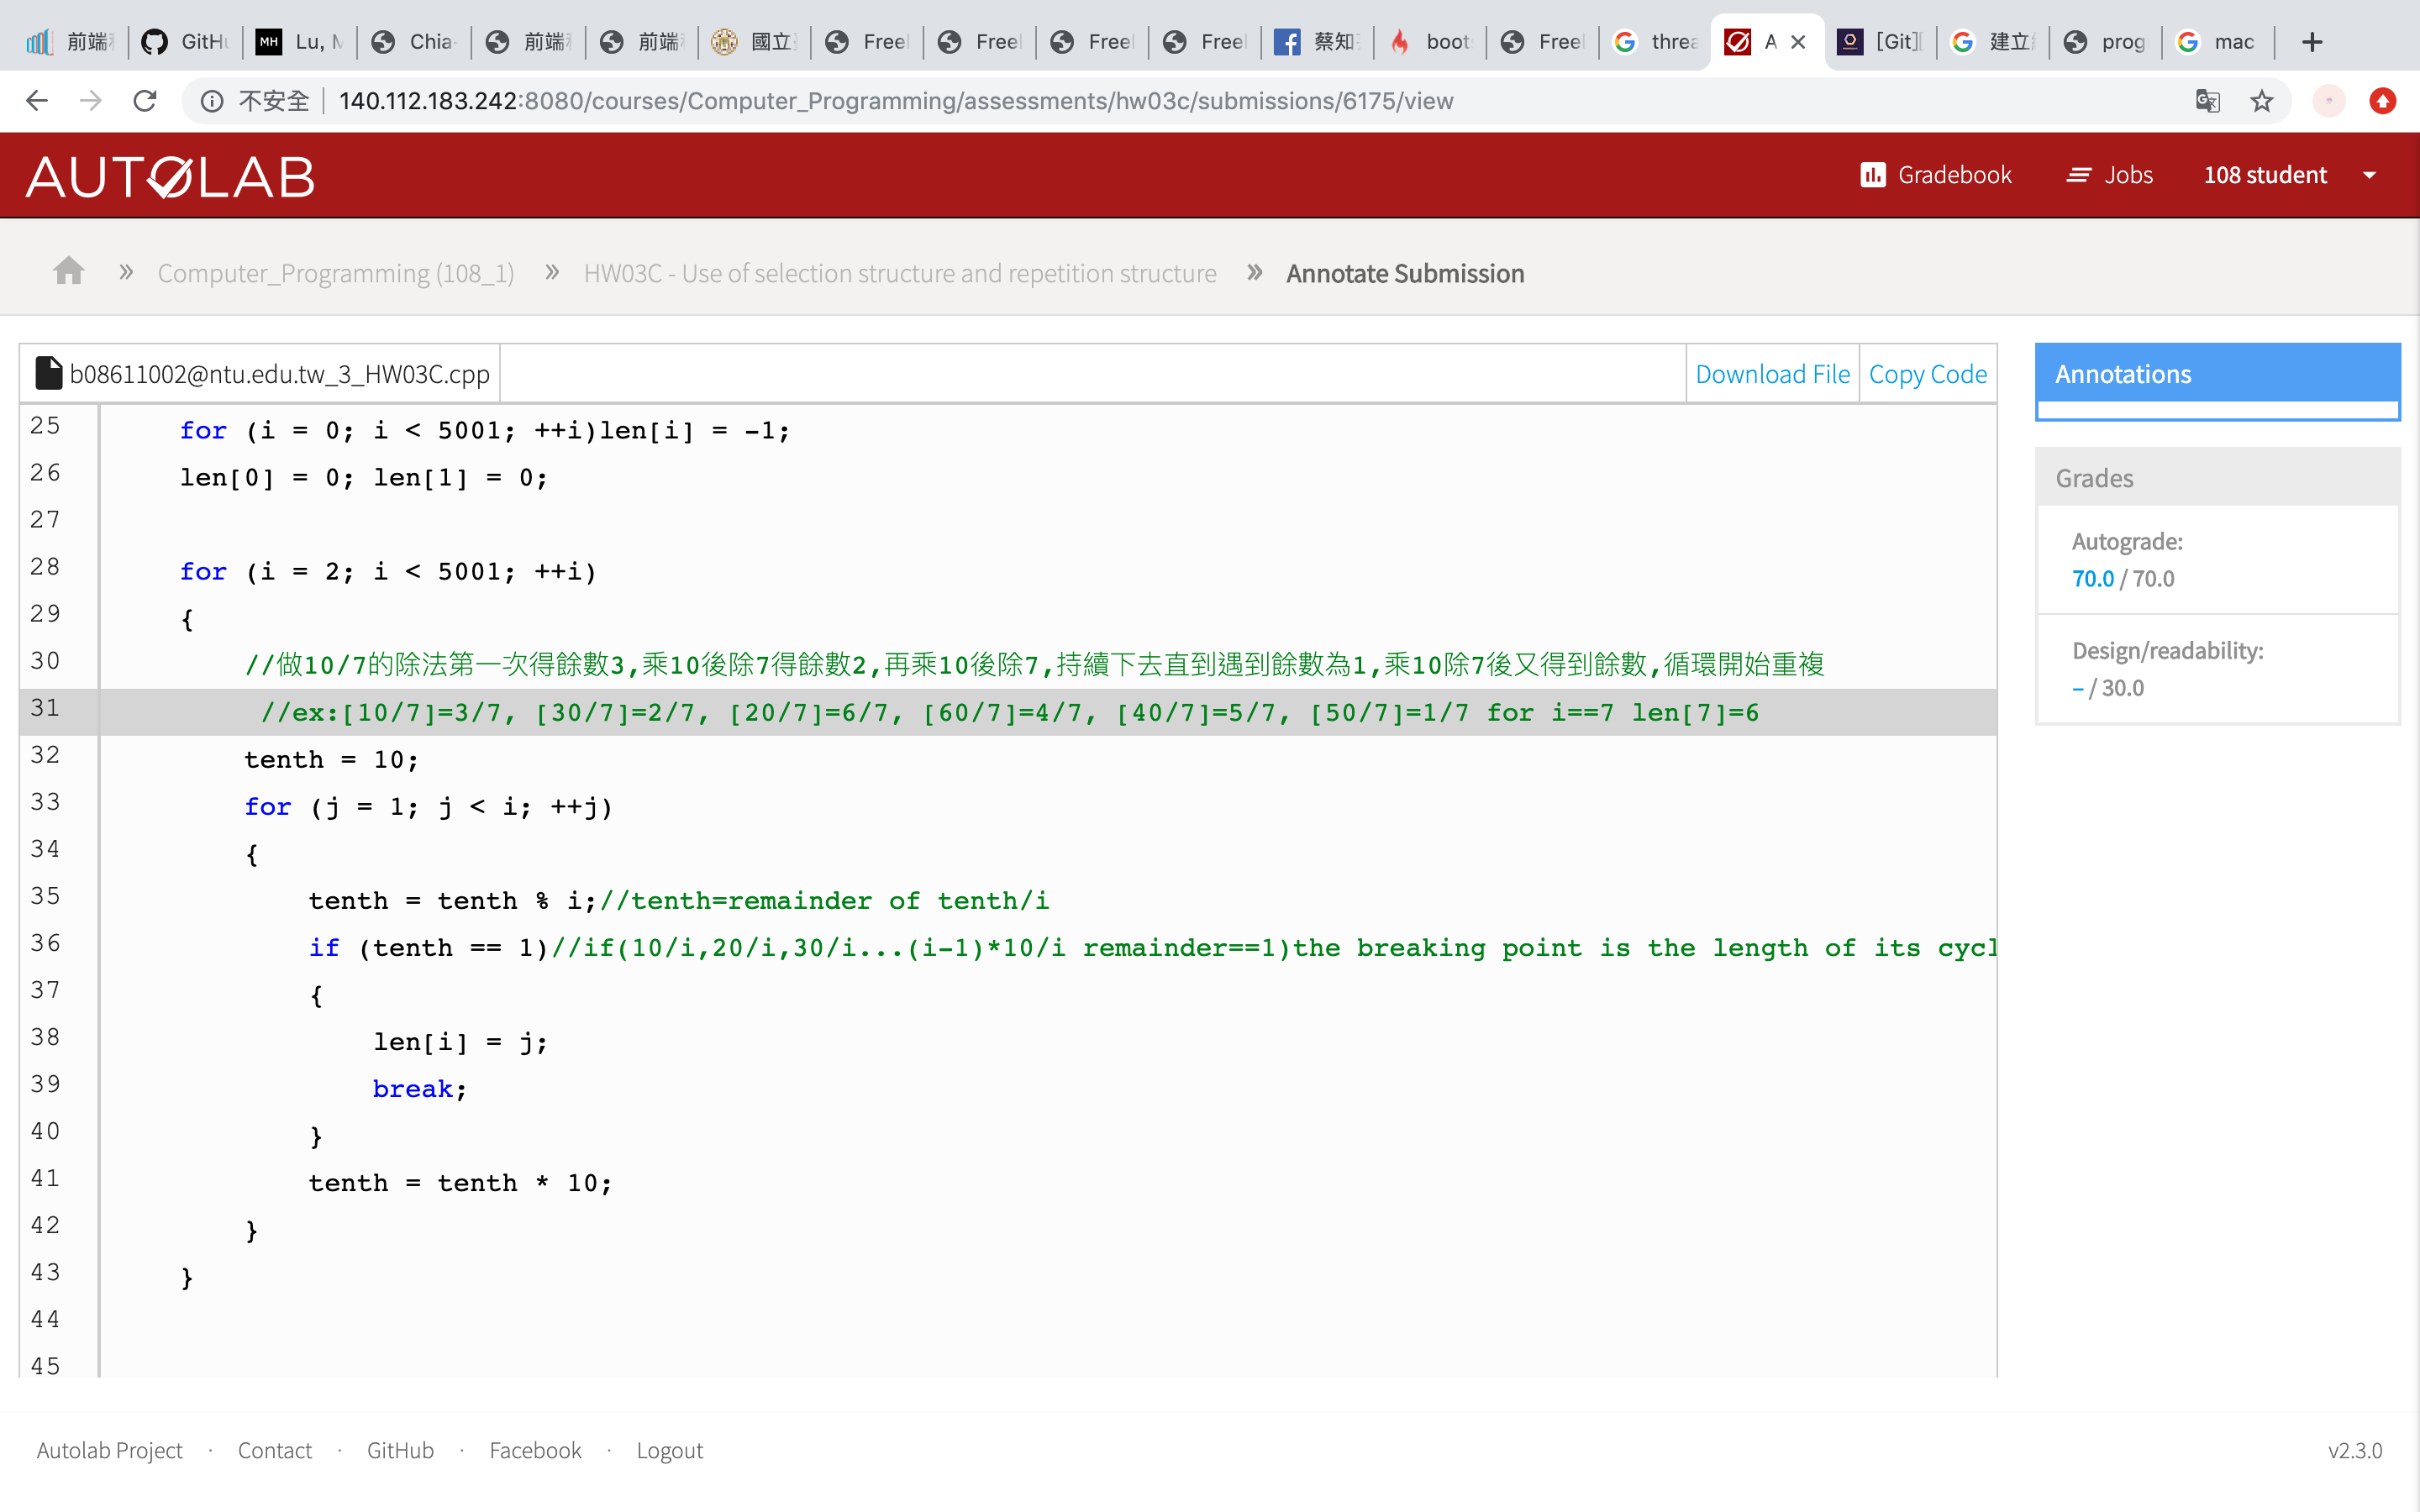 前端
GitH
MH Lu, M
Chia-
前端
前端
國立
Free
Free
Free
Free
蔡知
boot
Free
threa
A
[Git]
建立
prog
mac
不安全 140.112.183.242:8080/courses/Computer_Programming/assessments/hw03c/submissions/6175/view
AUTOLAB
Gradebook
Jobs
108 student
» Computer_Programming (108_1) » HW03C - Use of selection structure and repetition structure » Annotate Submission
b08611002@ntu.edu.tw_3_HW03C.cpp
Download File
Copy Code
25 for (i = 0; i < 5001; ++i)len[i] = -1;
26 len[0] = 0; len[1] = 0;
27
28 for (i = 2; i < 5001; ++i)
29 {
30 //做10/7的除法第一次得餘數3,乘10後除7得餘數2,再乘10後除7,持續下去直到遇到餘數為1,乘10除7後又得到餘數,循環開始重複
31 //ex:[10/7]=3/7, [30/7]=2/7, [20/7]=6/7, [60/7]=4/7, [40/7]=5/7, [50/7]=1/7 for i==7 len[7]=6
32 tenth = 10;
33 for (j = 1; j < i; ++j)
34 {
35 tenth = tenth % i;//tenth=remainder of tenth/i
36 if (tenth == 1)//if(10/i,20/i,30/i...(i-1)*10/i remainder==1)the breaking point is the length of its cycl
37 {
38 len[i] = j;
39 break;
40 }
41 tenth = tenth * 10;
42 }
43 }
44
45
Annotations
Grades
Autograde:
70.0 / 70.0
Design/readability:
– / 30.0
Autolab Project · Contact · GitHub · Facebook · Logout
v2.3.0